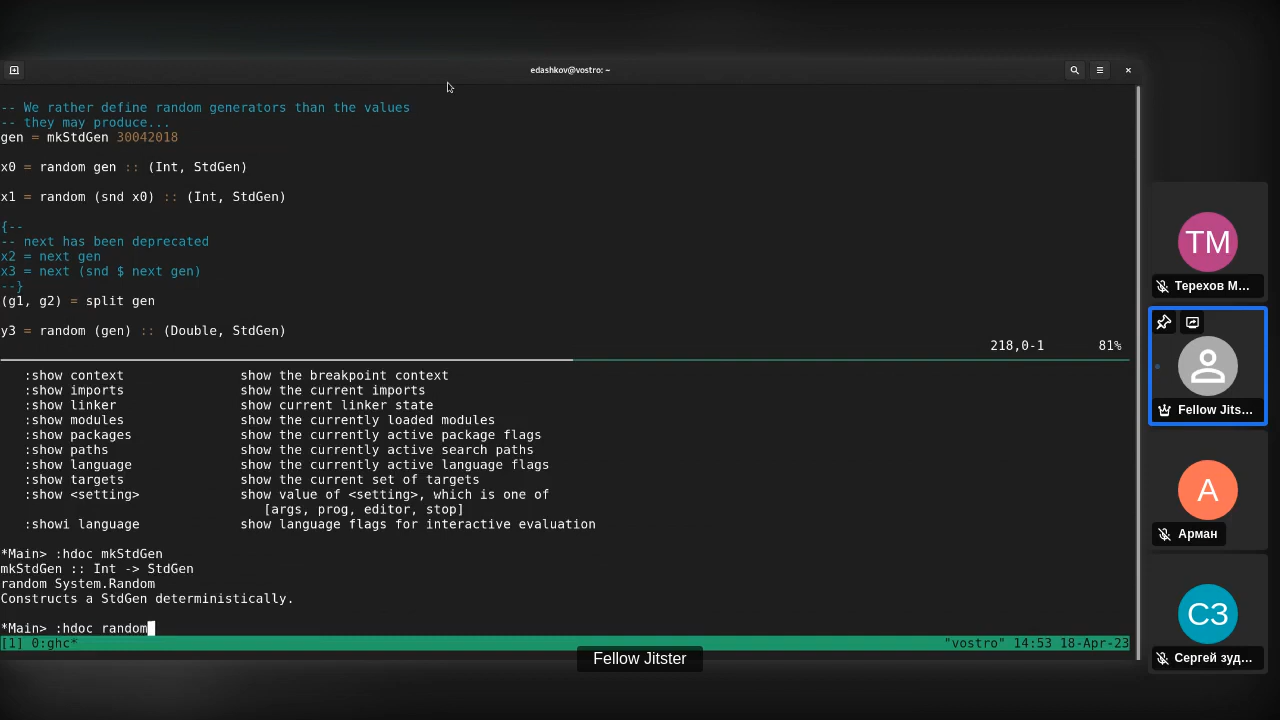 edashkov@vostro: ~
-- We rather define random generators than the values
-- they may produce...
gen = mkStdGen 30042018
x0 = random gen :: (Int, StdGen)
x1 = random (snd x0) :: (Int, StdGen)
{--
-- next has been deprecated
x2 = next gen
x3 = next (snd $ next gen)
--}
(g1, g2) = split gen
y3 = random (gen) :: (Double, StdGen)
218,0-1 81%
:show context show the breakpoint context
:show imports show the current imports
:show linker show current linker state
:show modules show the currently loaded modules
:show packages show the currently active package flags
:show paths show the currently active search paths
:show language show the currently active language flags
:show targets show the current set of targets
:show <setting> show value of <setting>, which is one of
[args, prog, editor, stop]
:showi language show language flags for interactive evaluation
*Main> :hdoc mkStdGen
mkStdGen :: Int -> StdGen
random System.Random
Constructs a StdGen deterministically.
*Main> :hdoc random
[1] 0:ghc* "vostro" 14:53 18-Apr-23
Fellow Jitster
TM
Терехов М...
Fellow Jits...
A
Арман
СЗ
Сергей зуд...